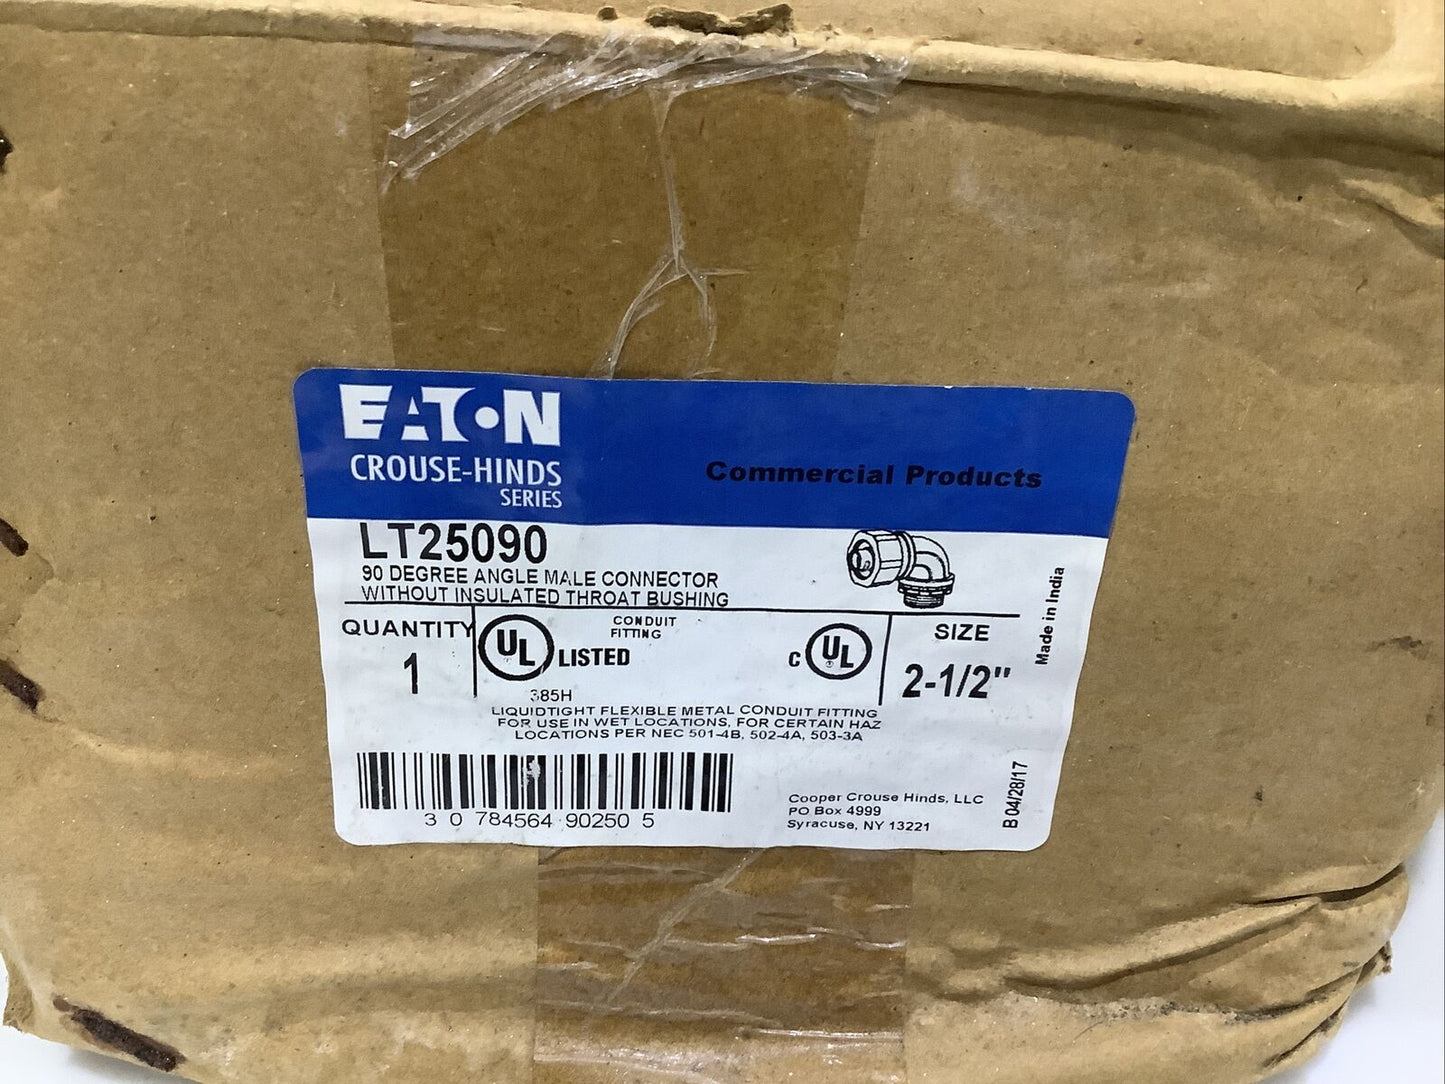 EATON
CROUSE-HINDS
SERIES
Commercial Products
LT25090
90 DEGREE ANGLE MALE CONNECTOR
WITHOUT INSULATED THROAT BUSHING
QUANTITY
1
UL
LISTED
CONDUIT
FITTING
C UL
SIZE
2-1/2"
Made in India
385H
LIQUIDTIGHT FLEXIBLE METAL CONDUIT FITTING
FOR USE IN WET LOCATIONS, FOR CERTAIN HAZ
LOCATIONS PER NEC 501-4B, 502-4A, 503-3A
3 0 784564 90250 5
Cooper Crouse Hinds, LLC
PO Box 4999
Syracuse, NY 13221
B 04/28/17